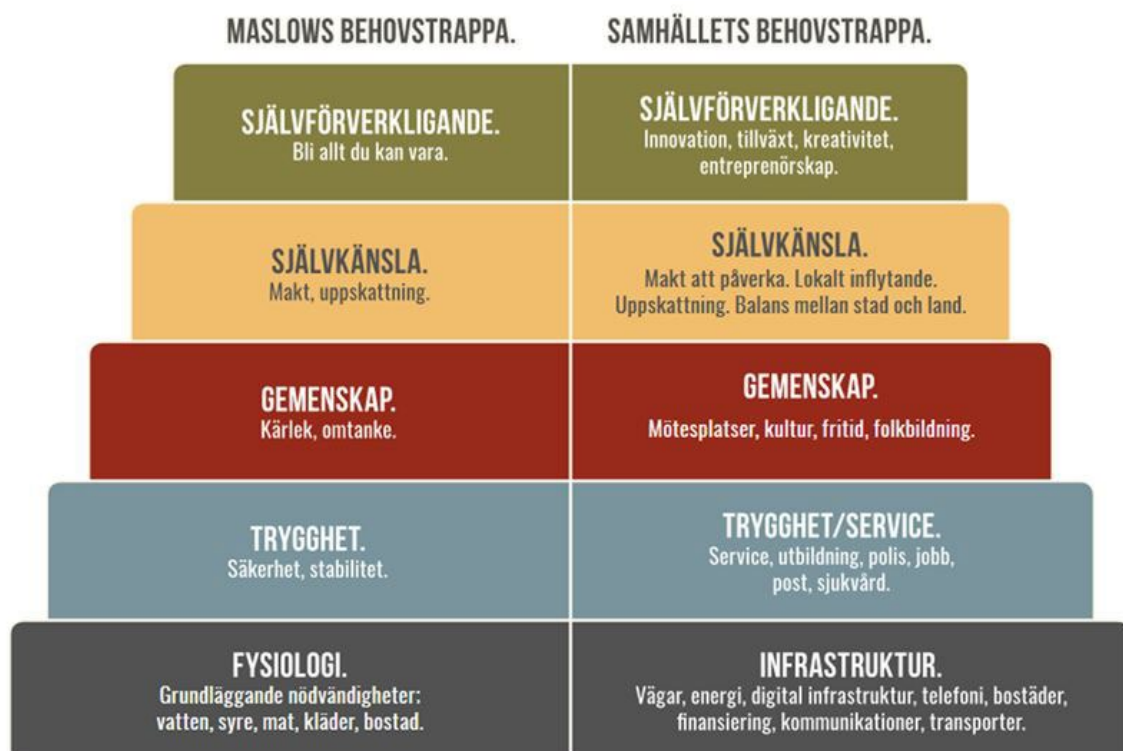 MASLOWS BEHOVSTRAPPA.
SAMHÄLLETS BEHOVSTRAPPA.
SJÄLVFÖRVERKLIGANDE.
Bli allt du kan vara.
SJÄLVFÖRVERKLIGANDE.
Innovation, tillväxt, kreativitet,
entreprenörskap.
SJÄLVKÄNSLA.
Makt, uppskattning.
SJÄLVKÄNSLA.
Makt att påverka. Lokalt inflytande.
Uppskattning. Balans mellan stad och land.
GEMENSKAP.
Kärlek, omtanke.
GEMENSKAP.
Mötesplatser, kultur, fritid, folkbildning.
TRYGGHET.
Säkerhet, stabilitet.
TRYGGHET/SERVICE.
Service, utbildning, polis, jobb,
post, sjukvård.
FYSIOLOGI.
Grundläggande nödvändigheter:
vatten, syre, mat, kläder, bostad.
INFRASTRUKTUR.
Vägar, energi, digital infrastruktur, telefoni, bostäder,
finansiering, kommunikationer, transporter.